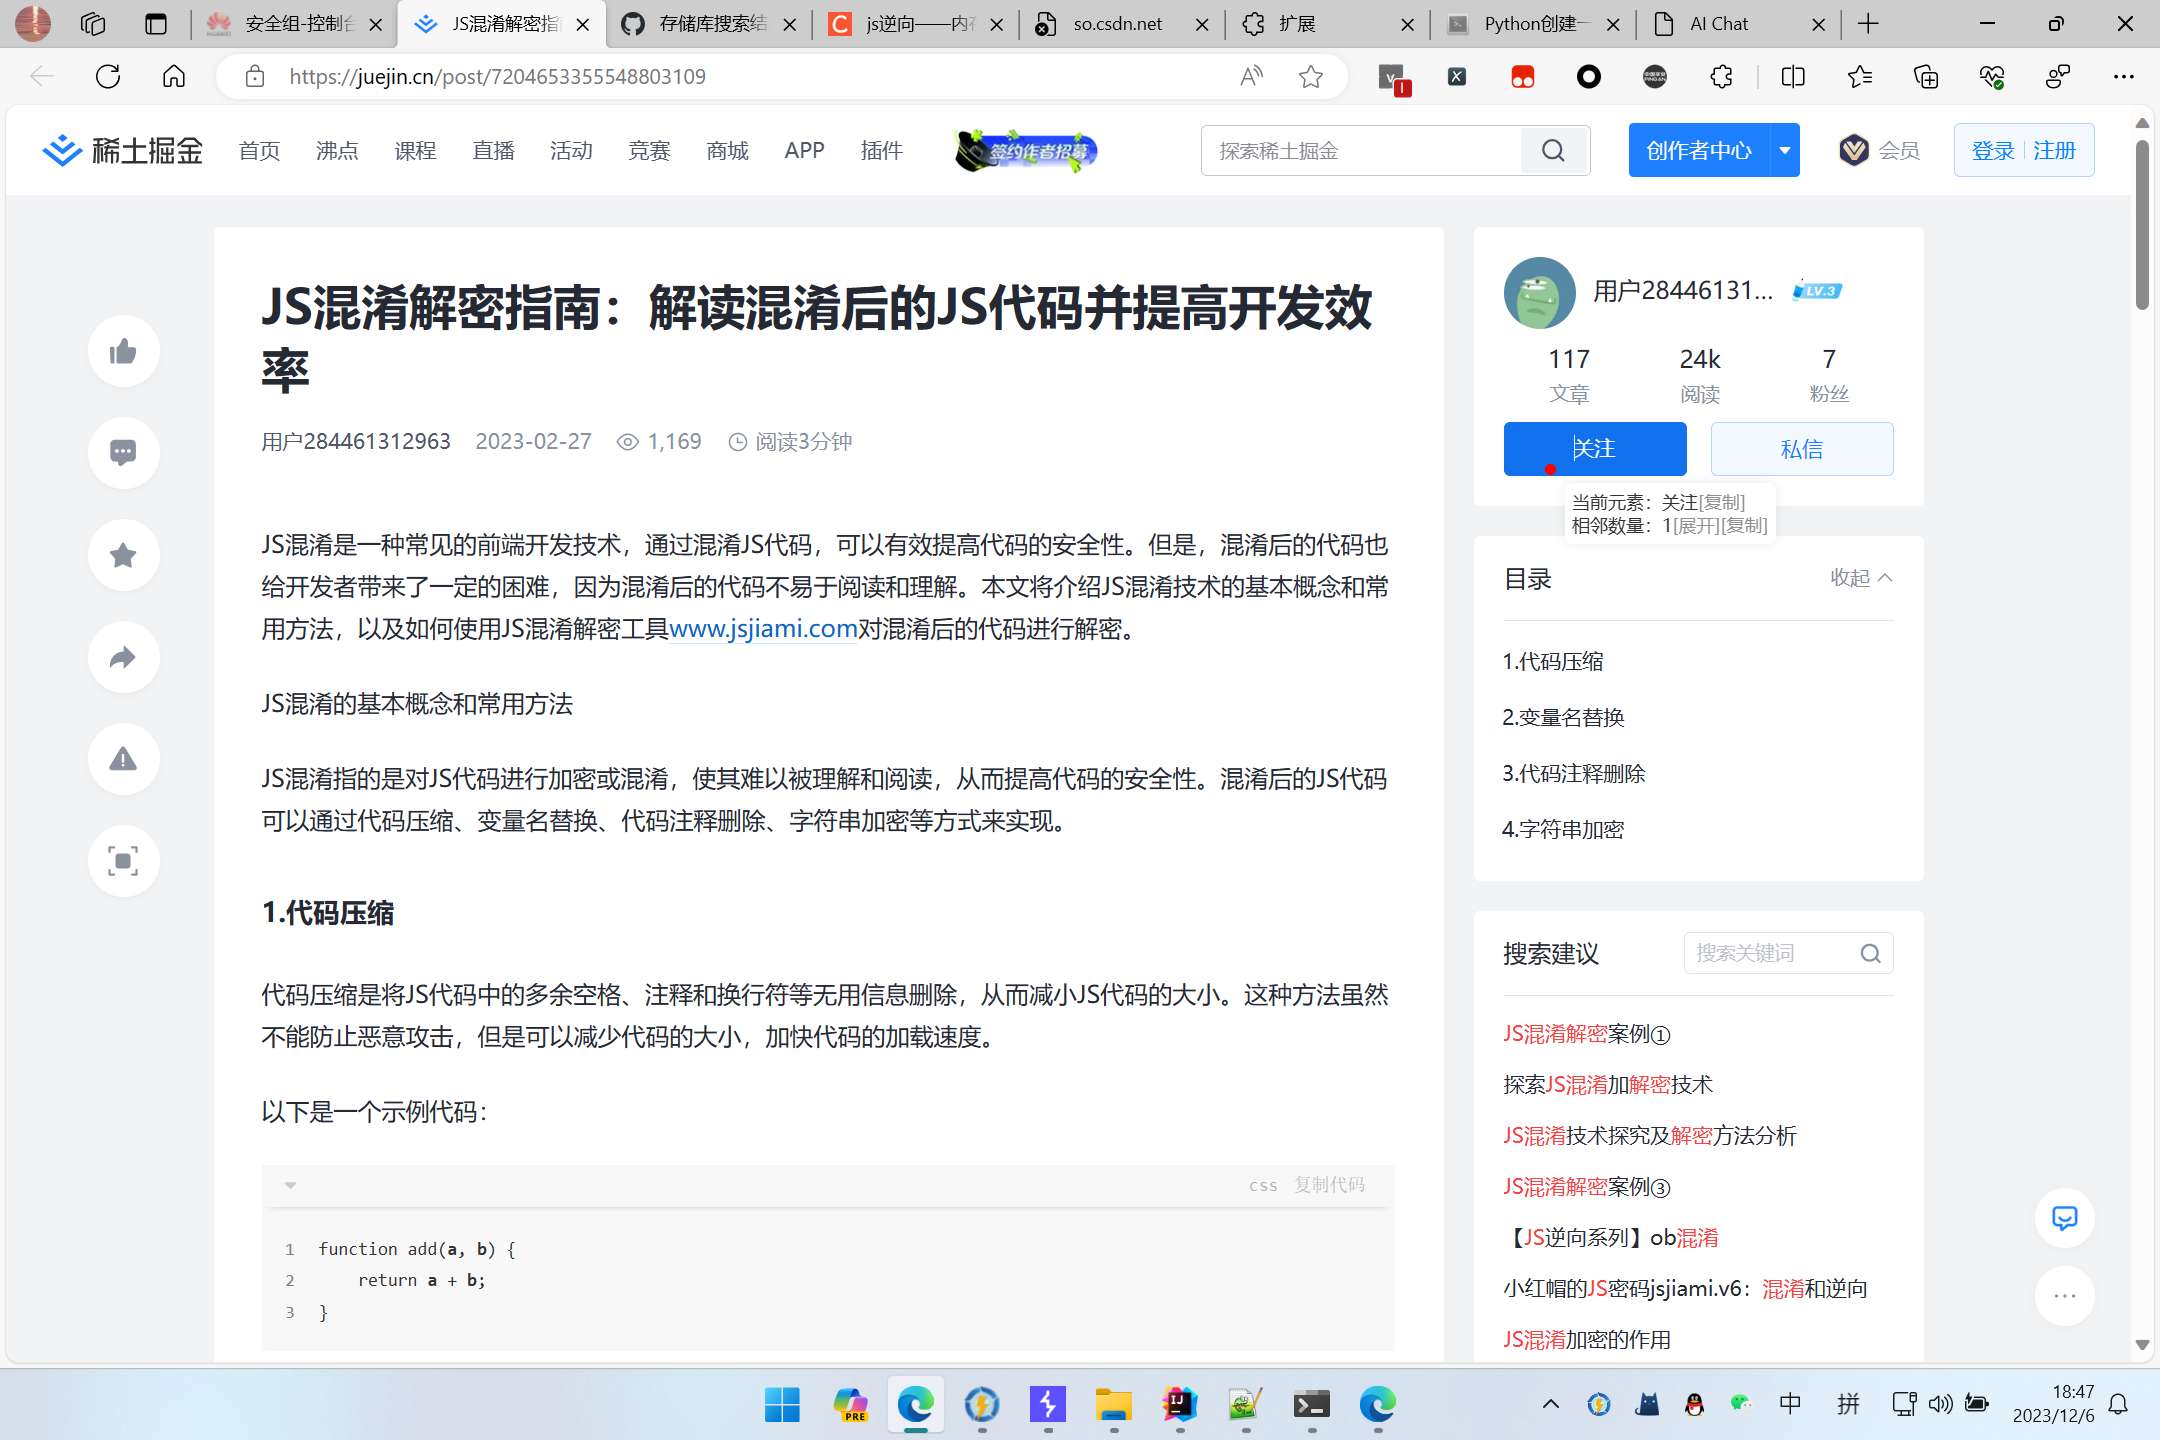 安全组-控制台
JS混淆解密指
存储库搜索结
js逆向——内存
so.csdn.net
扩展
Python创建一
AI Chat
https://juejin.cn/post/7204653355548803109
稀土掘金
首页
沸点
课程
直播
活动
竞赛
商城
APP
插件
签约作者招募
探索稀土掘金
创作者中心
会员
登录
注册
JS混淆解密指南：解读混淆后的JS代码并提高开发效
率
用户284461312963 2023-02-27 1,169 阅读3分钟
JS混淆是一种常见的前端开发技术，通过混淆JS代码，可以有效提高代码的安全性。但是，混淆后的代码也
给开发者带来了一定的困难，因为混淆后的代码不易于阅读和理解。本文将介绍JS混淆技术的基本概念和常
用方法，以及如何使用JS混淆解密工具www.jsjiami.com对混淆后的代码进行解密。
JS混淆的基本概念和常用方法
JS混淆指的是对JS代码进行加密或混淆，使其难以被理解和阅读，从而提高代码的安全性。混淆后的JS代码
可以通过代码压缩、变量名替换、代码注释删除、字符串加密等方式来实现。
1.代码压缩
代码压缩是将JS代码中的多余空格、注释和换行符等无用信息删除，从而减小JS代码的大小。这种方法虽然
不能防止恶意攻击，但是可以减少代码的大小，加快代码的加载速度。
以下是一个示例代码：
css 复制代码
1 function add(a, b) {
2     return a + b;
3 }
用户28446131... LV.3
117 24k 7
文章 阅读 粉丝
关注 私信
当前元素：关注[复制]
相邻数量：1[展开][复制]
目录 收起
1.代码压缩
2.变量名替换
3.代码注释删除
4.字符串加密
搜索建议 搜索关键词
JS混淆解密案例①
探索JS混淆加解密技术
JS混淆技术探究及解密方法分析
JS混淆解密案例③
【JS逆向系列】ob混淆
小红帽的JS密码jsjiami.v6：混淆和逆向
JS混淆加密的作用
PRE
中
拼
18:47
2023/12/6